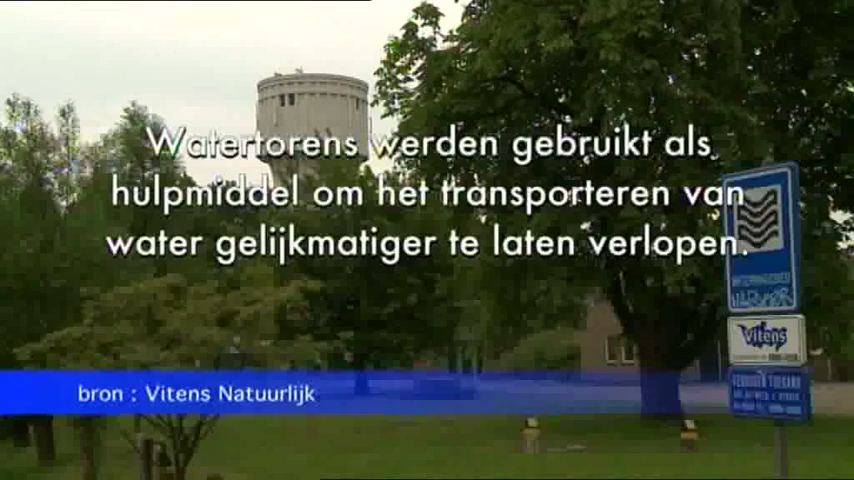 Watertorens werden gebruikt als
hulpmiddel om het transporteren van
water gelijkmatiger te laten verlopen.
Vitens
bron : Vitens Natuurlijk